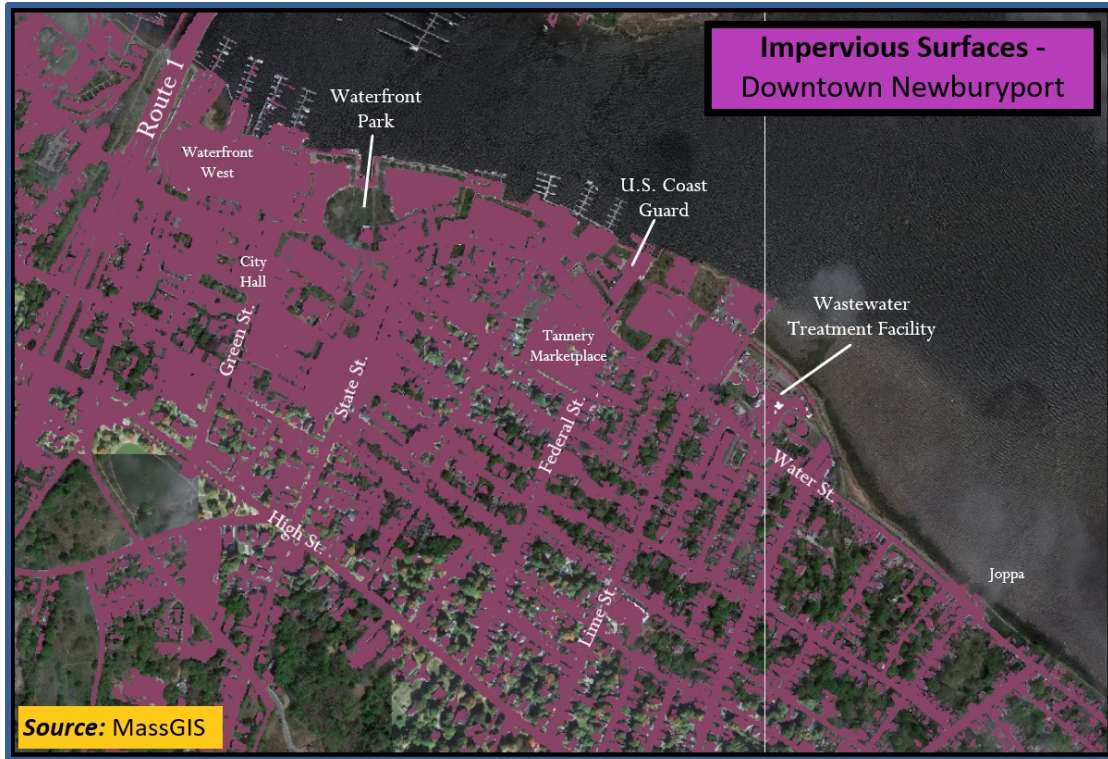 Impervious Surfaces -
Downtown Newburyport
Route 1
Waterfront
Park
Waterfront
West
U.S. Coast
Guard
City
Hall
Wastewater
Treatment Facility
Green St.
State St.
Tannery
Marketplace
Federal St.
Water St.
High St.
Joppa
Lime St.
Source: MassGIS